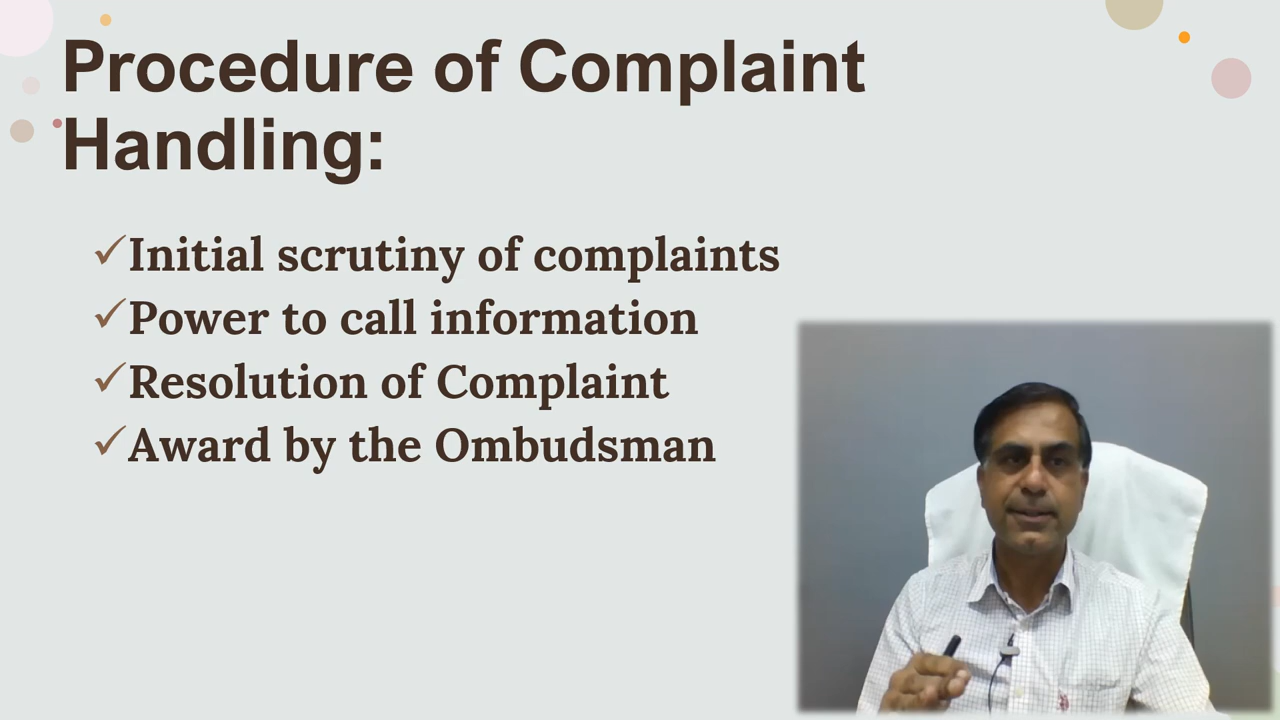 Procedure of Complaint
Handling:
✓Initial scrutiny of complaints
✓Power to call information
✓Resolution of Complaint
✓Award by the Ombudsman